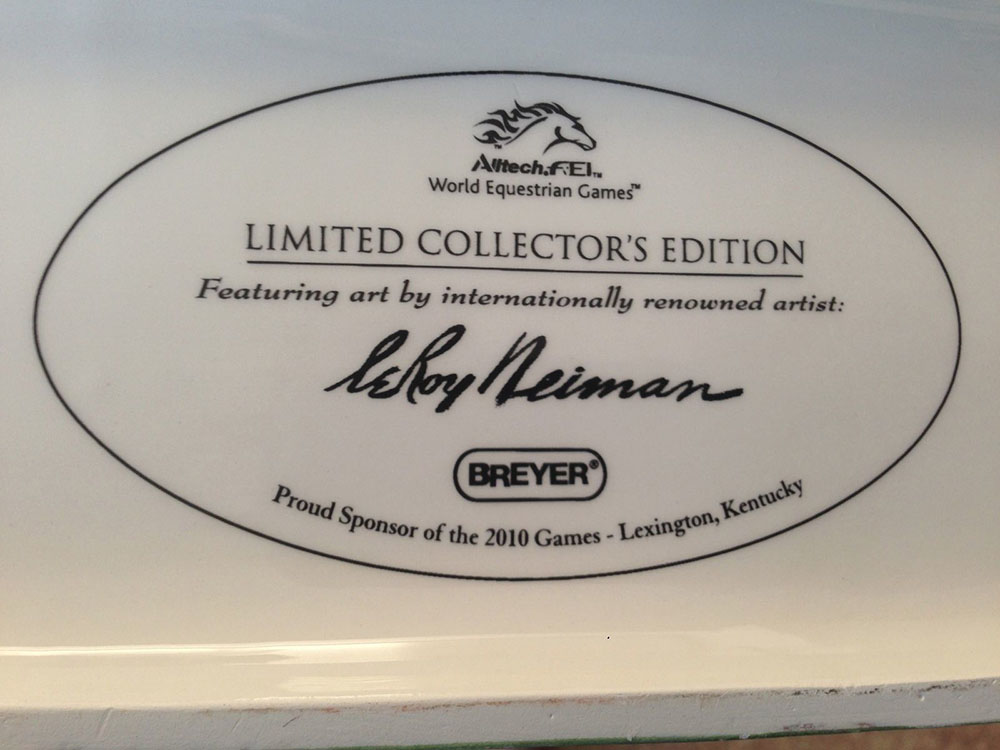 Alltech.FEI™
World Equestrian Games™
LIMITED COLLECTOR'S EDITION
Featuring art by internationally renowned artist:
LeRoy Neiman
BREYER®
Proud Sponsor of the 2010 Games - Lexington, Kentucky